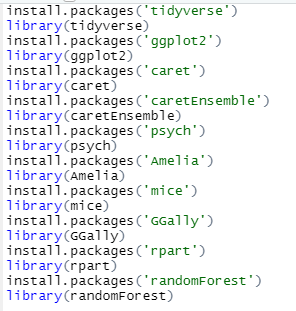 install.packages('tidyverse')
library(tidyverse)
install.packages('ggplot2')
library(ggplot2)
install.packages('caret')
library(caret)
install.packages('caretEnsemble')
library(caretEnsemble)
install.packages('psych')
library(psych)
install.packages('Amelia')
library(Amelia)
install.packages('mice')
library(mice)
install.packages('GGally')
library(GGally)
install.packages('rpart')
library(rpart)
install.packages('randomForest')
library(randomForest)